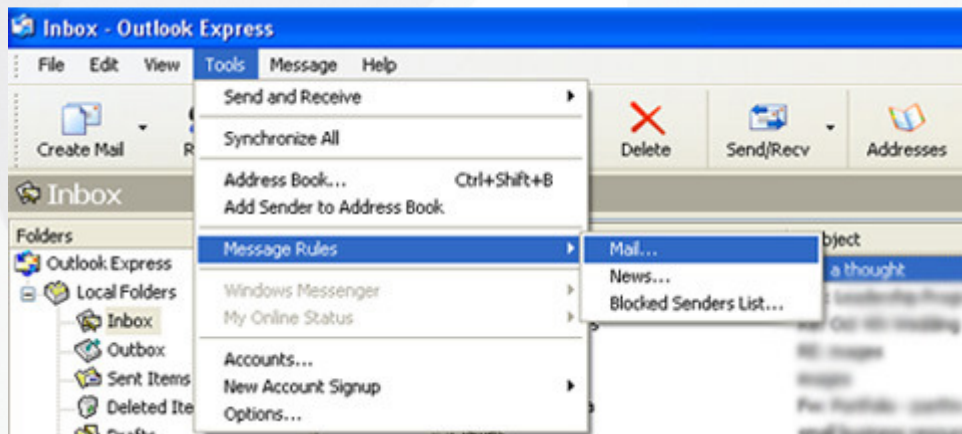 Inbox - Outlook Express
File Edit View Tools Message Help
Send and Receive
Synchronize All
Address Book... Ctrl+Shift+B
Add Sender to Address Book
Message Rules
Windows Messenger
My Online Status
Accounts...
New Account Signup
Options...
Mail...
News...
Blocked Senders List...
Create Mail
Delete
Send/Recv
Addresses
Inbox
Folders
Outlook Express
Local Folders
Inbox
Outbox
Sent Items
Deleted Ite
a thought